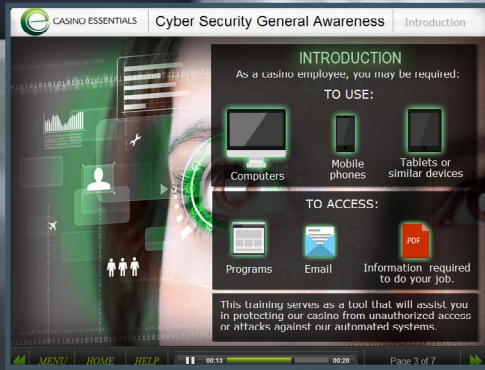 CASINO ESSENTIALS
Cyber Security General Awareness
Introduction
INTRODUCTION
As a casino employee, you may be required:
TO USE:
Computers
Mobile
phones
Tablets or
similar devices
TO ACCESS:
Programs
Email
.PDF
Information required
to do your job.
This training serves as a tool that will assist you
in protecting our casino from unauthorized access
or attacks against our automated systems.
MENU HOME HELP 00:13 00:20 Page 3 of 7